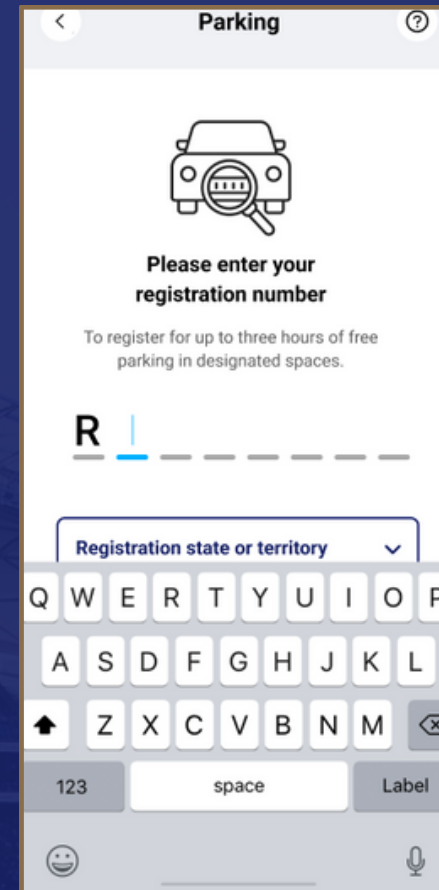 Parking
Please enter your
registration number
To register for up to three hours of free
parking in designated spaces.
R
Registration state or territory
Q W E R T Y U I O P
A S D F G H J K L
Z X C V B N M
123 space Label